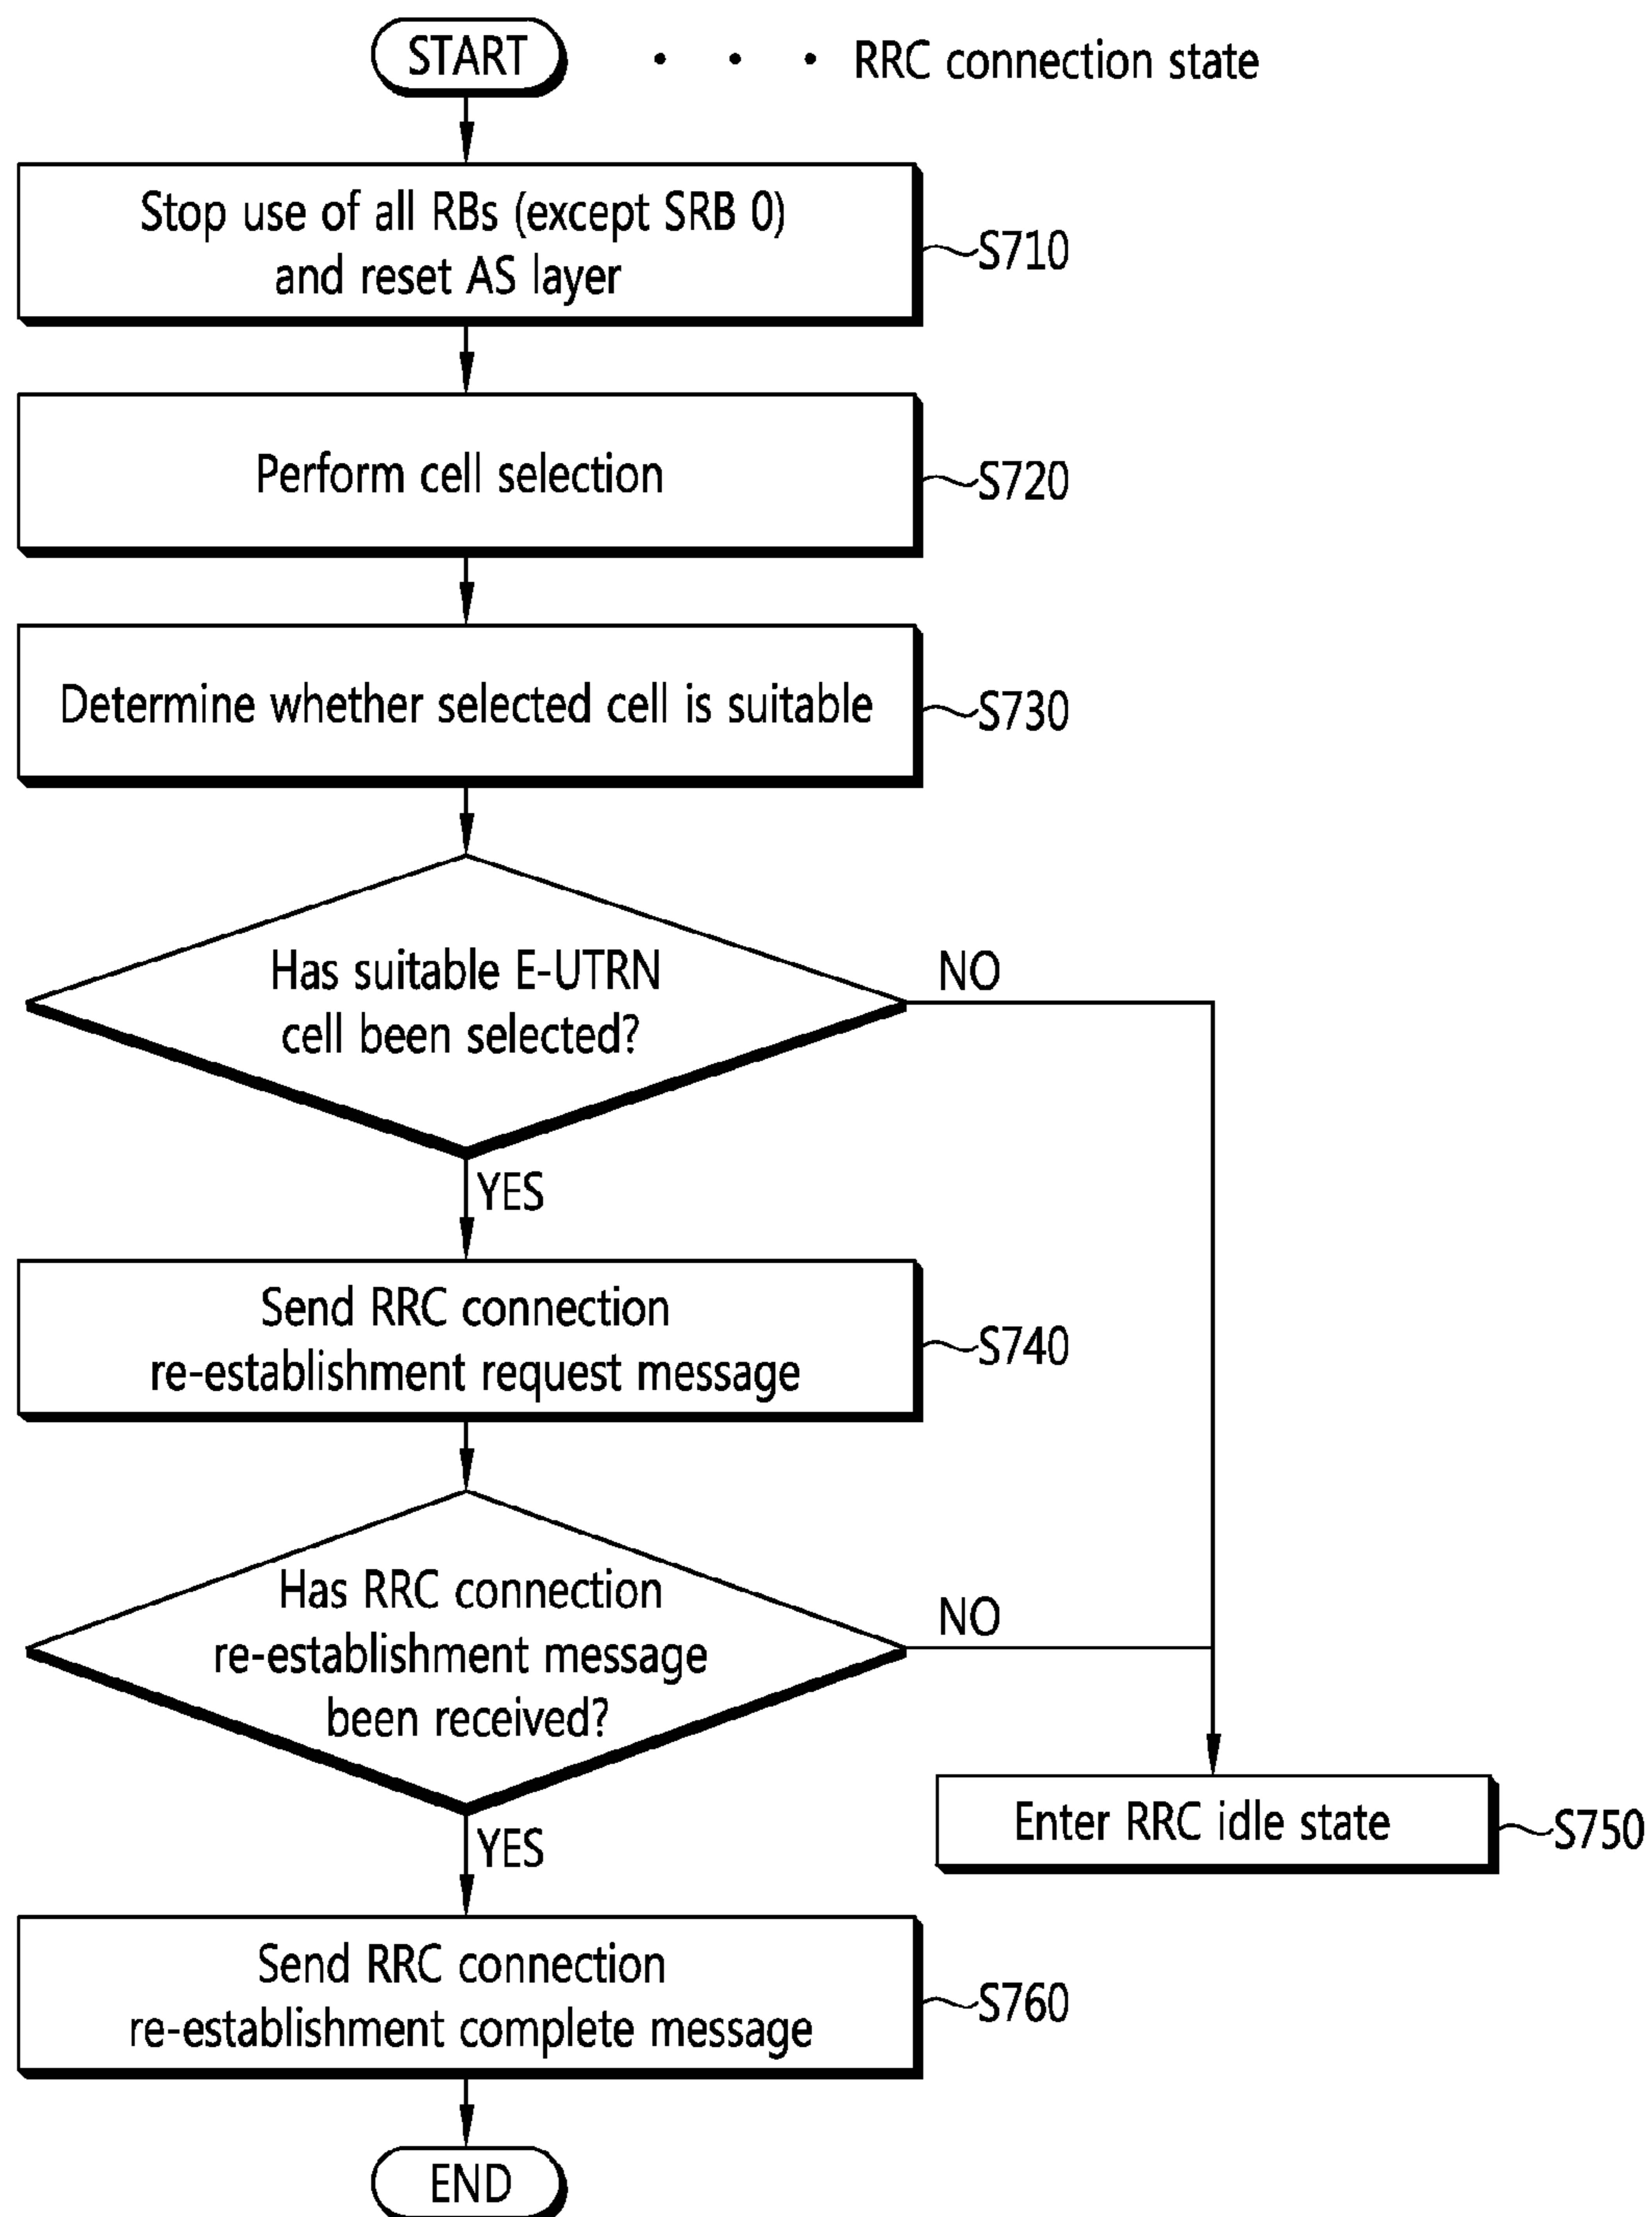 START
RRC connection state
Stop use of all RBs (except SRB 0)
and reset AS layer
S710
Perform cell selection
S720
Determine whether selected cell is suitable
S730
Has suitable E-UTRN
cell been selected?
NO
YES
Send RRC connection
re-establishment request message
S740
Has RRC connection
re-establishment message
been received?
NO
YES
Enter RRC idle state
S750
Send RRC connection
re-establishment complete message
S760
END